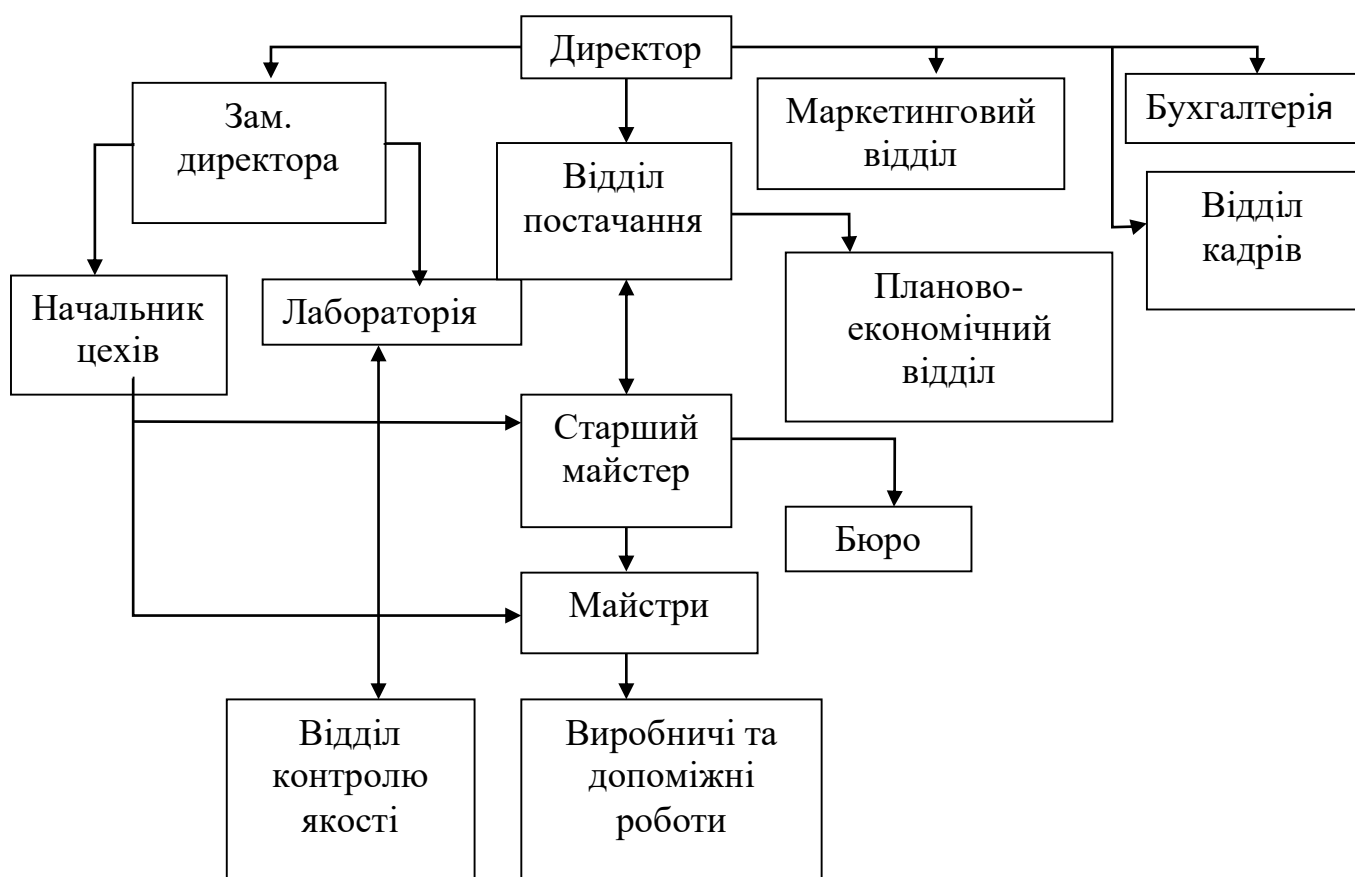 Директор
Зам.
директора
Маркетинговий
відділ
Бухгалтерія
Відділ
постачання
Відділ
кадрів
Начальник
цехів
Лабораторія
Планово-
економічний
відділ
Старший
майстер
Бюро
Майстри
Відділ
контролю
якості
Виробничі та
допоміжні
роботи